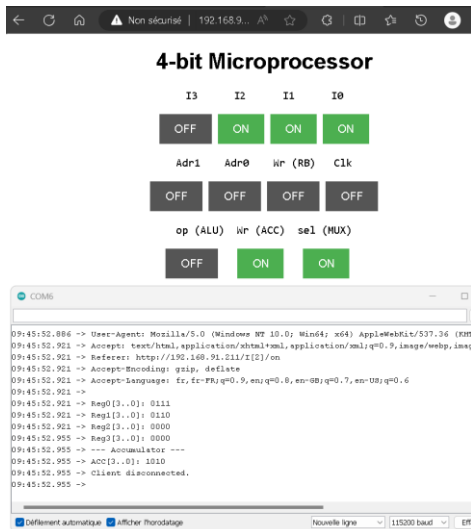 Non sécurisé | 192.168.9...
4-bit Microprocessor
I3 I2 I1 I0
OFF ON ON ON
Adr1 Adr0 Wr (RB) Clk
OFF OFF OFF OFF
op (ALU) Wr (ACC) sel (MUX)
OFF ON ON
COM6
09:45:52.886 -> User-Agent: Mozilla/5.0 (Windows NT 10.0; Win64; x64) AppleWebKit/537.36 (KHT
09:45:52.921 -> Accept: text/html,application/xhtml+xml,application/xml;q=0.9,image/webp,imag
09:45:52.921 -> Referer: http://192.168.91.211/I[2]/on
09:45:52.921 -> Accept-Encoding: gzip, deflate
09:45:52.921 -> Accept-Language: fr,fr-FR;q=0.9,en;q=0.8,en-GB;q=0.7,en-US;q=0.6
09:45:52.921 ->
09:45:52.921 -> Reg0[3..0]: 0111
09:45:52.921 -> Reg1[3..0]: 0110
09:45:52.955 -> Reg2[3..0]: 0000
09:45:52.955 -> Reg3[3..0]: 0000
09:45:52.955 -> --- Accumulator ---
09:45:52.955 -> ACC[3..0]: 1010
09:45:52.955 -> Client disconnected.
09:45:52.955 ->
Défilement automatique Afficher l'horodatage Nouvelle ligne 115200 baud Eff